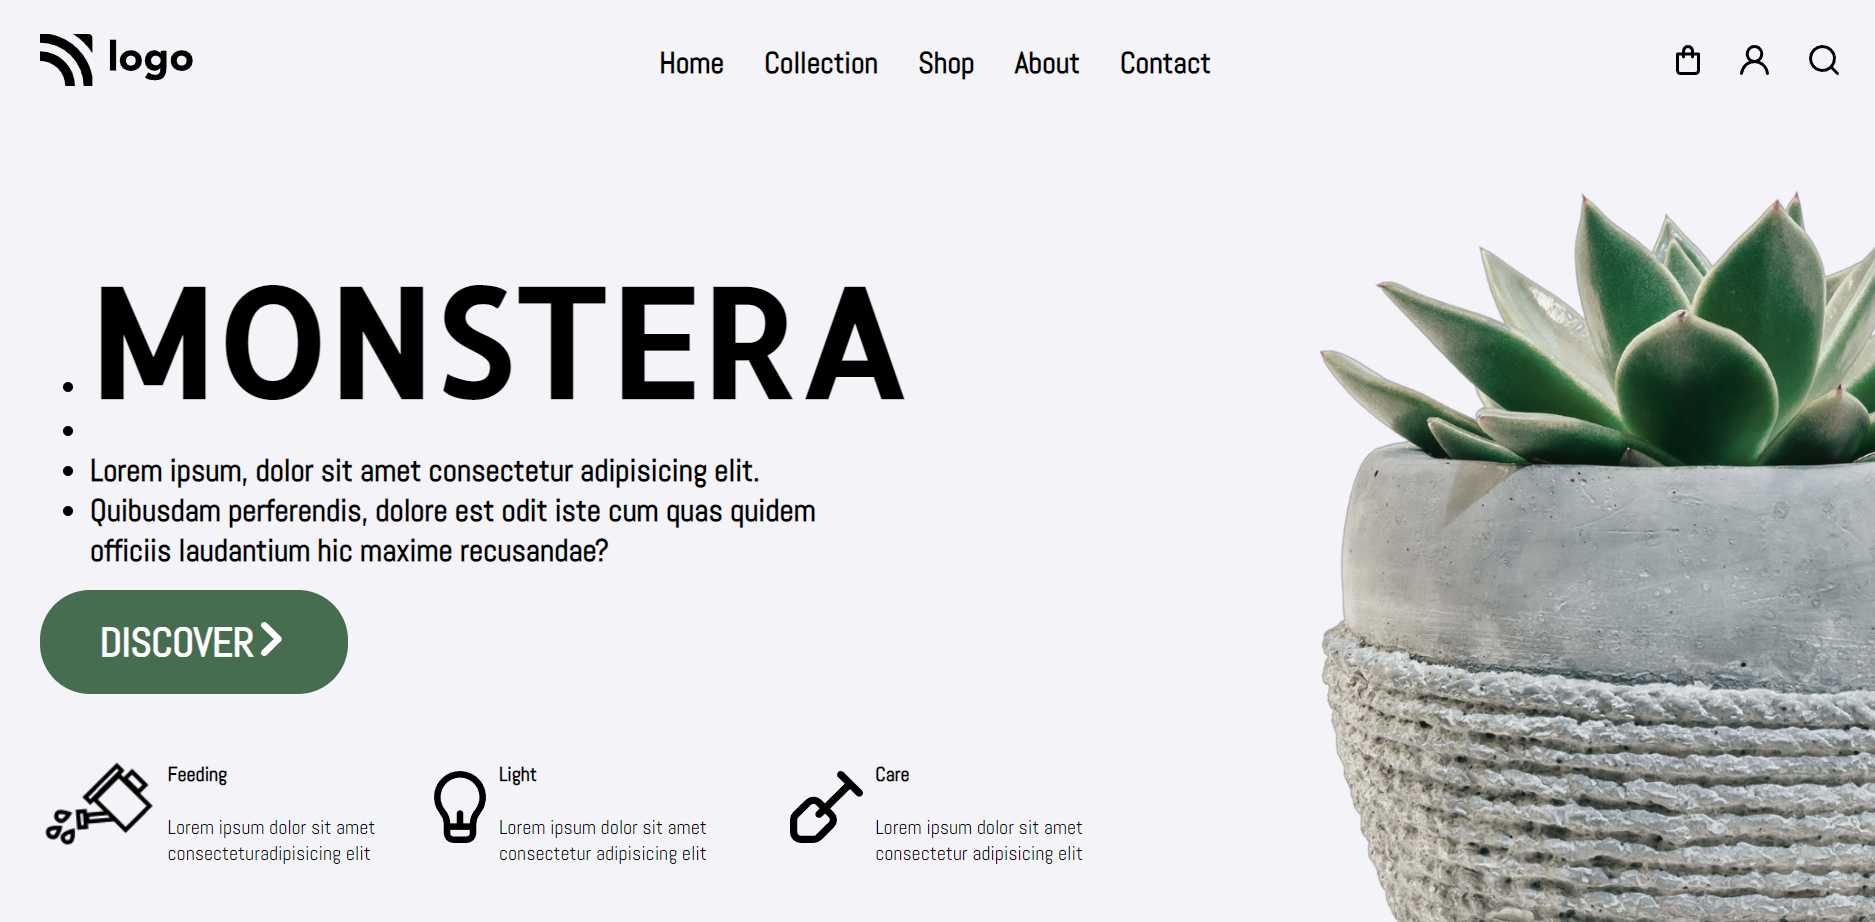 logo
Home Collection Shop About Contact
MONSTERA
Lorem ipsum, dolor sit amet consectetur adipisicing elit.
Quibusdam perferendis, dolore est odit iste cum quas quidem
officiis laudantium hic maxime recusandae?
DISCOVER
Feeding
Lorem ipsum dolor sit amet
consecteturadipisicing elit
Light
Lorem ipsum dolor sit amet
consectetur adipisicing elit
Care
Lorem ipsum dolor sit amet
consectetur adipisicing elit